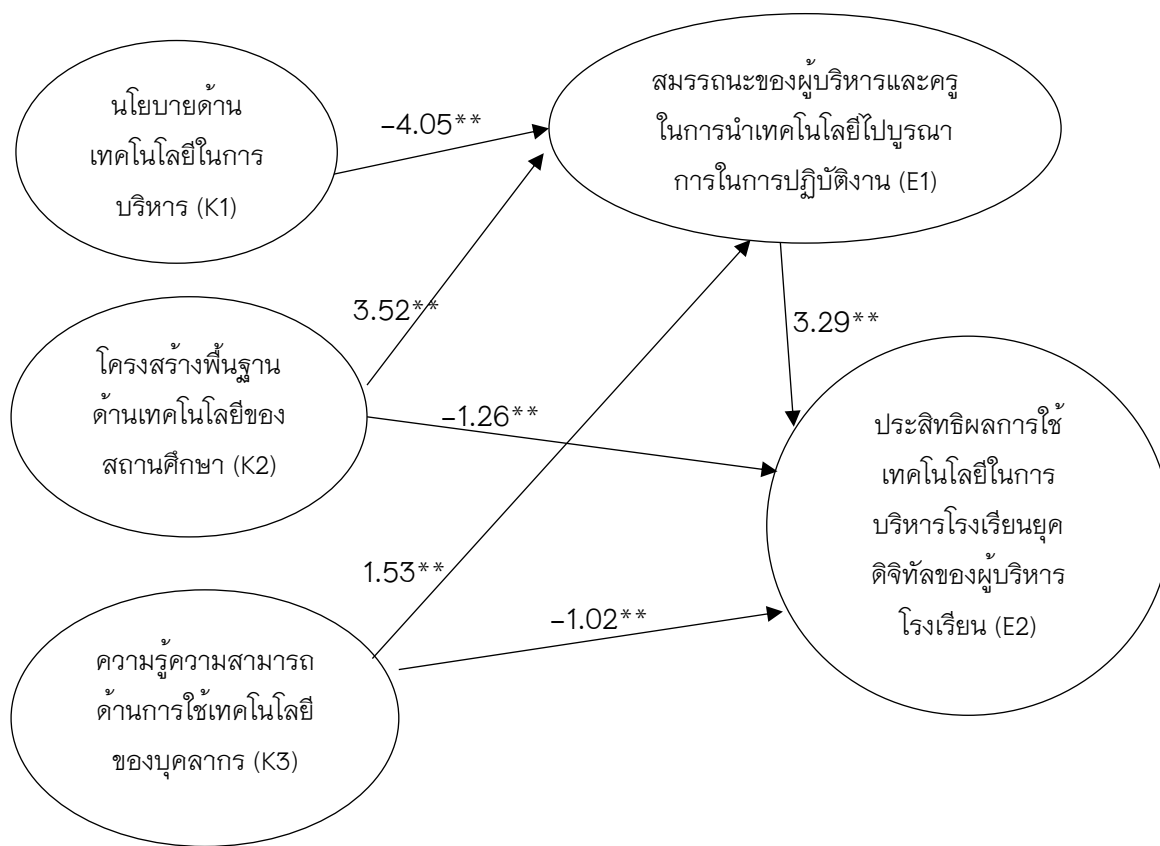 นโยบายด้าน
เทคโนโลยีในการ
บริหาร (K1)
-4.05**
สมรรถนะของผู้บริหารและครู
ในการนำเทคโนโลยีไปบูรณา
การในการปฏิบัติงาน (E1)
3.52**
3.29**
โครงสร้างพื้นฐาน
ด้านเทคโนโลยีของ
สถานศึกษา (K2)
-1.26**
ประสิทธิผลการใช้
เทคโนโลยีในการ
บริหารโรงเรียนยุค
ดิจิทัลของผู้บริหาร
โรงเรียน (E2)
1.53**
-1.02**
ความรู้ความสามารถ
ด้านการใช้เทคโนโลยี
ของบุคลากร (K3)